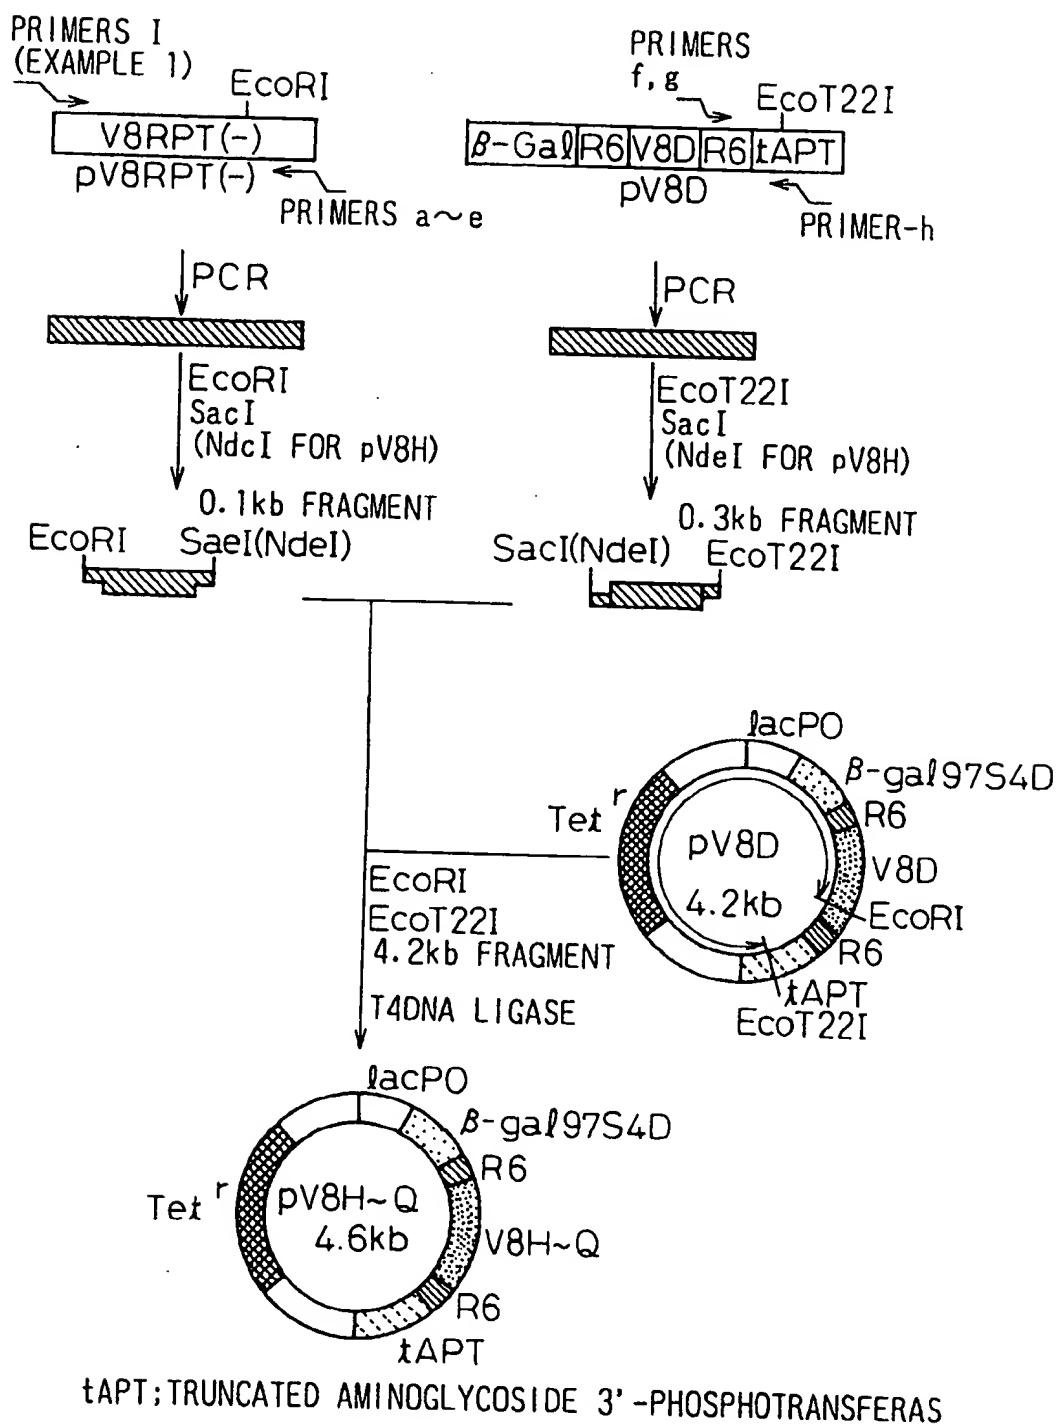 PRIMERS I
(EXAMPLE 1)
EcoRI
V8RPT(-)
pV8RPT(-)
PRIMERS a~e
PRIMERS
f,g
EcoT22I
β-Gal R6 V8D R6 tAPT
pV8D
PRIMER-h
PCR
EcoRI
SacI
(NdcI FOR pV8H)
0.1kb FRAGMENT
EcoRI SaeI(NdeI)
PCR
EcoT22I
SacI
(NdeI FOR pV8H)
0.3kb FRAGMENT
SacI(NdeI) EcoT22I
lacPO
β-gal97S4D
R6
V8D
EcoRI
R6
tAPT
EcoT22I
Tet r
pV8D
4.2kb
EcoRI
EcoT22I
4.2kb FRAGMENT
T4DNA LIGASE
lacPO
β-gal97S4D
R6
V8H~Q
R6
tAPT
Tet r
pV8H~Q
4.6kb
tAPT;TRUNCATED AMINOGLYCOSIDE 3'-PHOSPHOTRANSFERAS